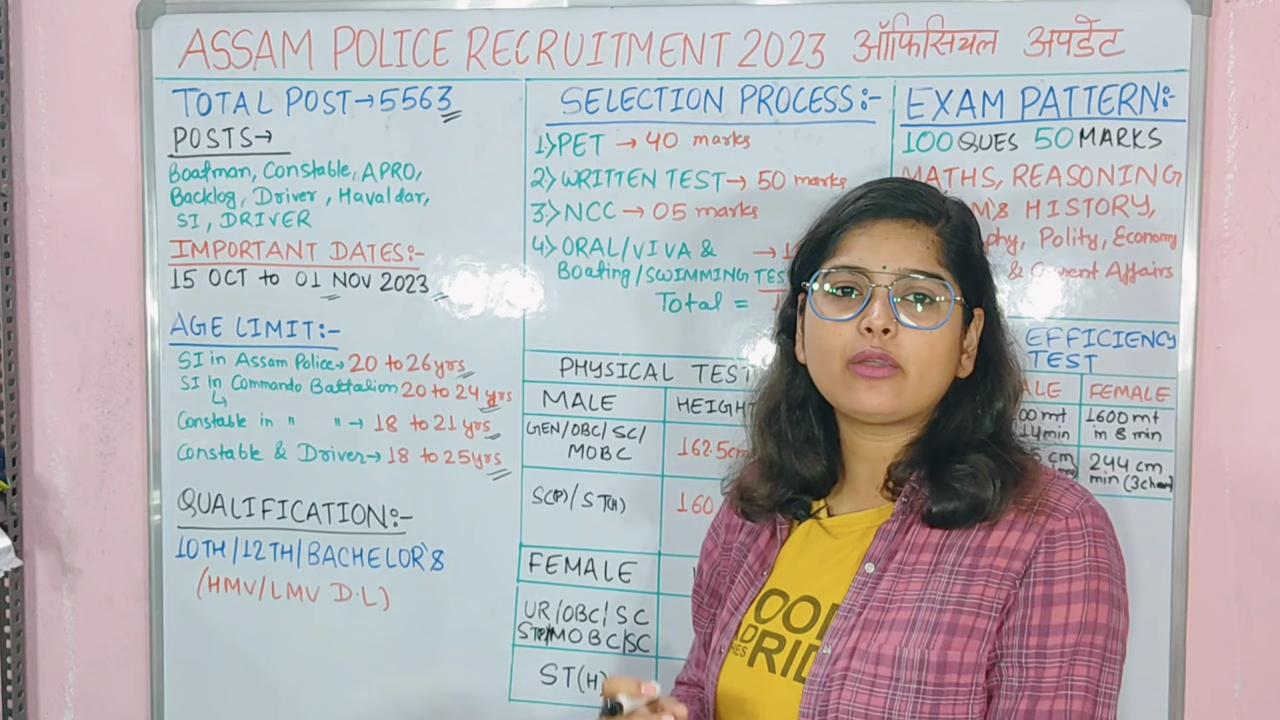 ASSAM POLICE RECRUITMENT 2023 ऑफिसियल अपडेट
TOTAL POST→5563
POSTS→
Boatman, Constable, APRO,
Backlog, Driver, Havaldar,
SI, DRIVER
IMPORTANT DATES:-
15 OCT to 01 NOV 2023
AGE LIMIT:-
SI in Assam Police→20 to 26yrs
SI in Commando Battalion 20 to 24 yrs
Constable in " " → 18 to 21 yrs
Constable & Driver→18 to 25yrs
QUALIFICATION:-
10TH/12TH/BACHELOR'S
(HMV/LMV D.L)
SELECTION PROCESS:-
1) PET → 40 marks
2) WRITTEN TEST→ 50 marks
3) NCC → 05 marks
4) ORAL/VIVA & →
Boating/SWIMMING
Total =
PHYSICAL TEST
MALE HEIGHT
GEN/OBC/SC/
MOBC 162.5cm
S(P)/ST(H) 160
FEMALE
UR/OBC/SC
MOBC/SC
ST(H)
EXAM PATTERN:-
100 QUES 50 MARKS
MATHS, REASONING
HISTORY,
Polity, Economy
& Current Affairs
EFFICIENCY
TEST
FEMALE
1600 mt
in 8 min
14min
244 cm
min (3chan)